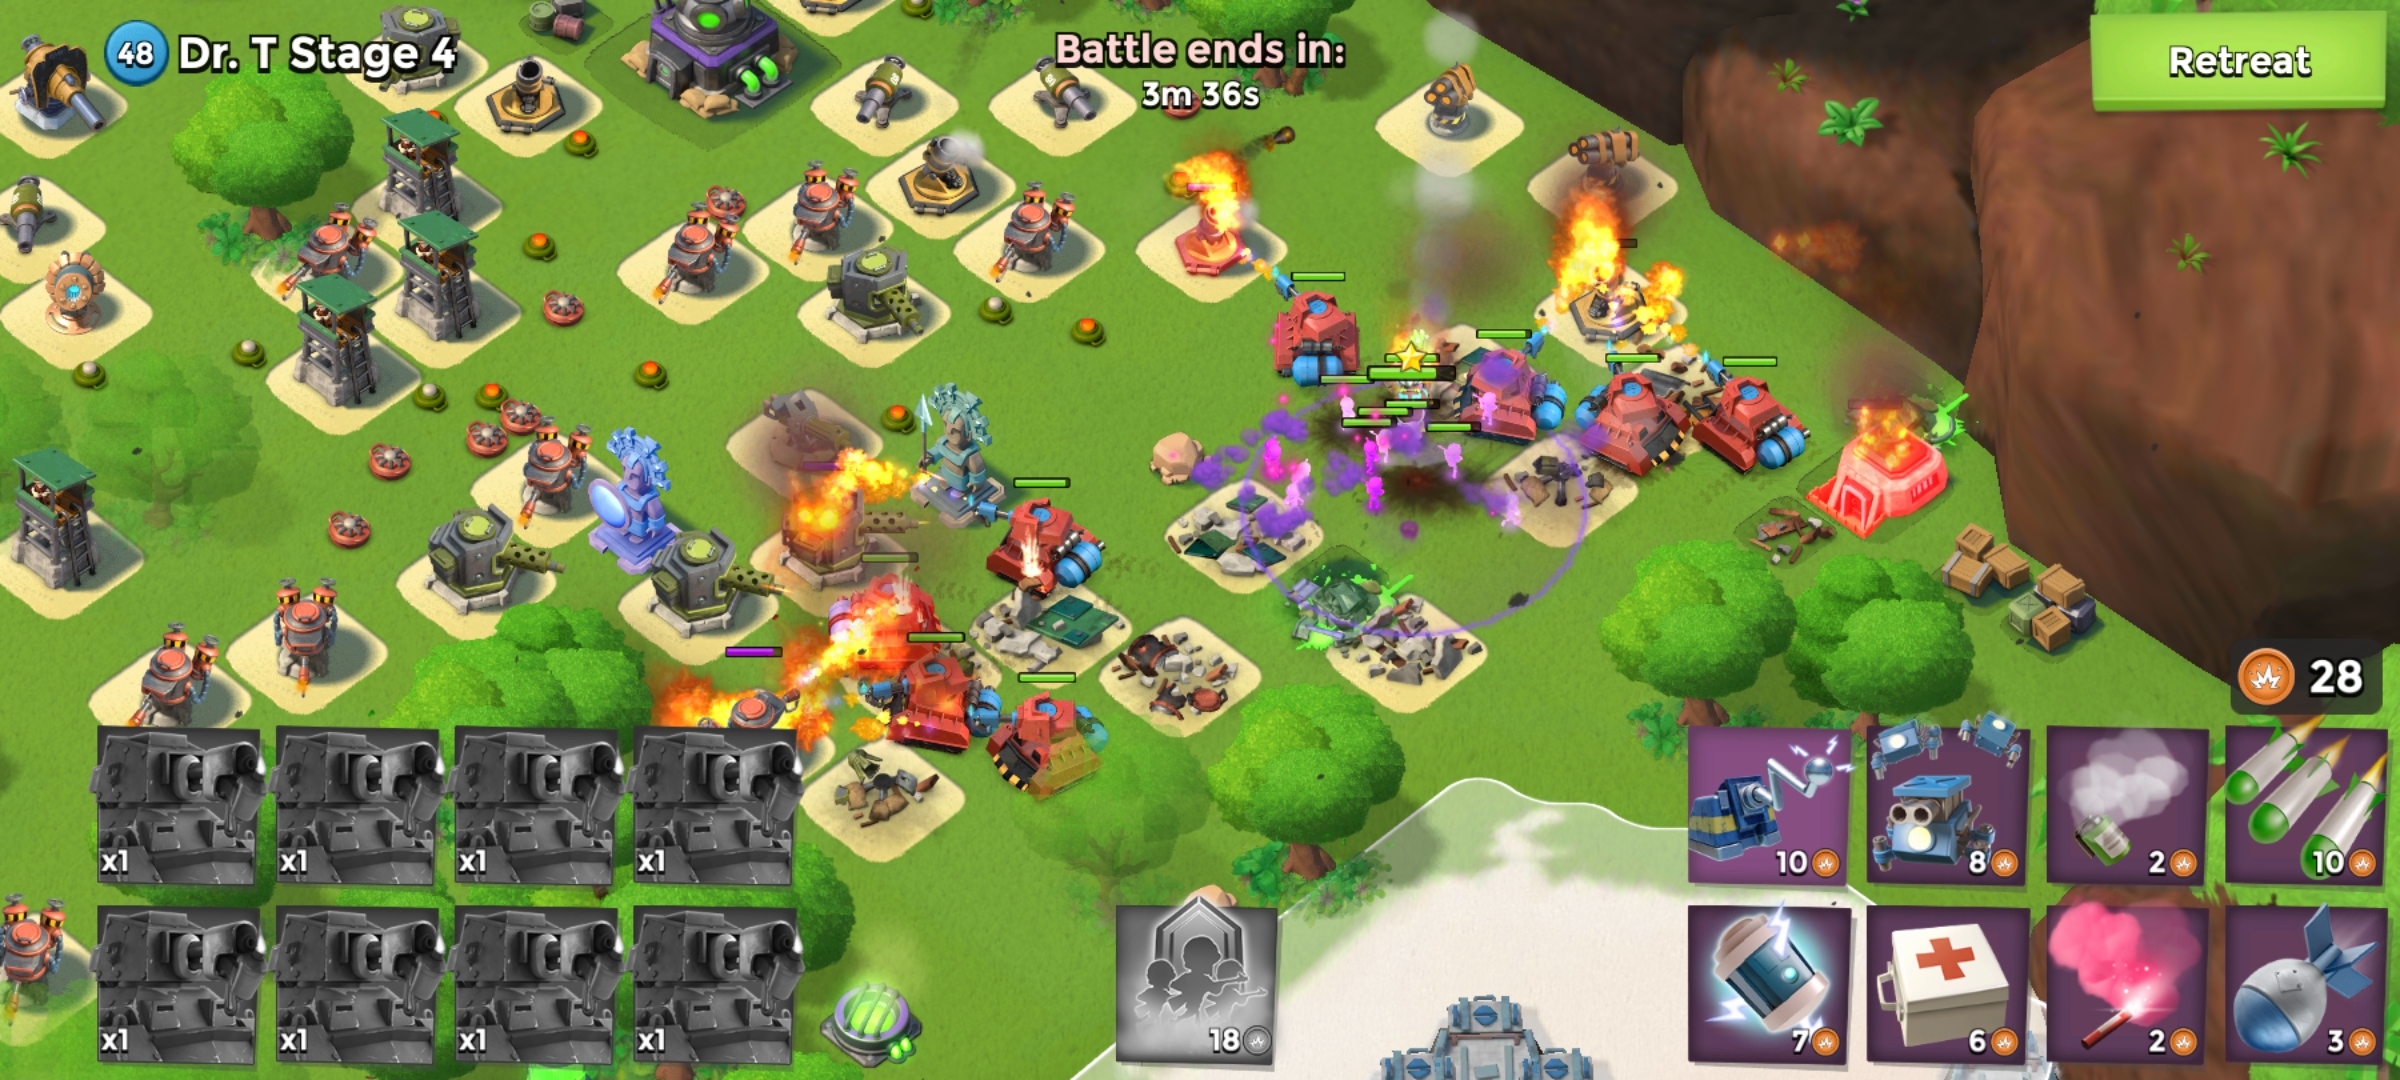 48 Dr. T Stage 4
Battle ends in:
3m 36s
Retreat
28
x1 x1 x1 x1
10 8 2 10
x1 x1 x1 x1
18
7 6 2 3